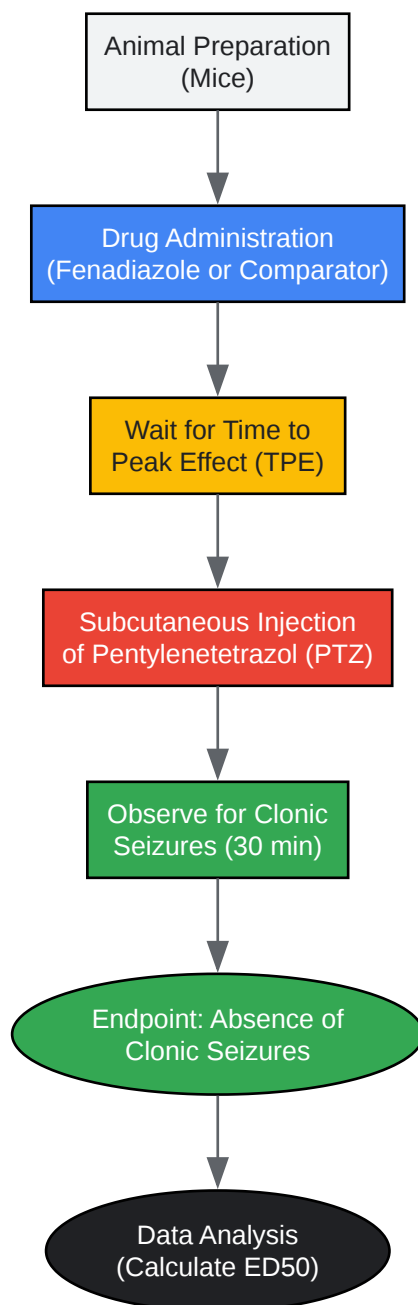 Animal Preparation
(Mice)
Drug Administration
(Fenadiazole or Comparator)
Wait for Time to
Peak Effect (TPE)
Subcutaneous Injection
of Pentylenetetrazol (PTZ)
Observe for Clonic
Seizures (30 min)
Endpoint: Absence of
Clonic Seizures
Data Analysis
(Calculate ED50)